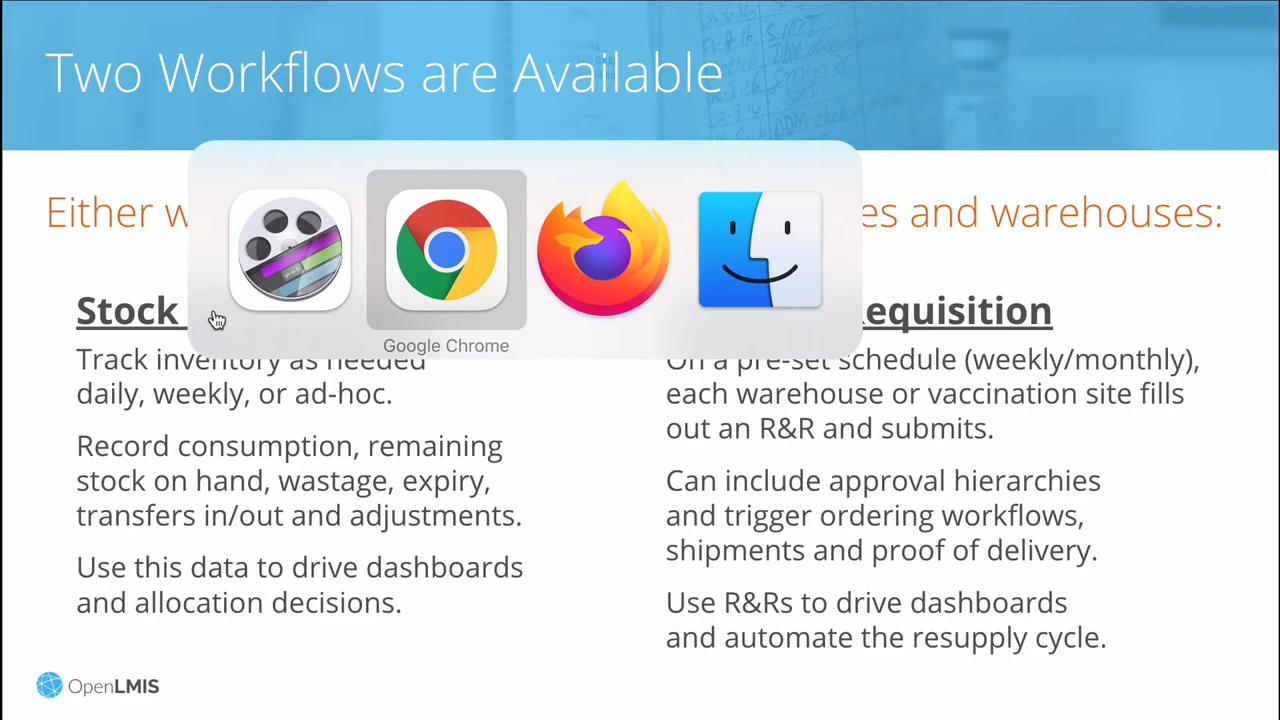 Two Workflows are Available
Either w es and warehouses:
Stock
Track inventory as needed
daily, weekly, or ad-hoc.
Record consumption, remaining
stock on hand, wastage, expiry,
transfers in/out and adjustments.
Use this data to drive dashboards
and allocation decisions.
equisition
On a pre-set schedule (weekly/monthly),
each warehouse or vaccination site fills
out an R&R and submits.
Can include approval hierarchies
and trigger ordering workflows,
shipments and proof of delivery.
Use R&Rs to drive dashboards
and automate the resupply cycle.
Google Chrome
OpenLMIS